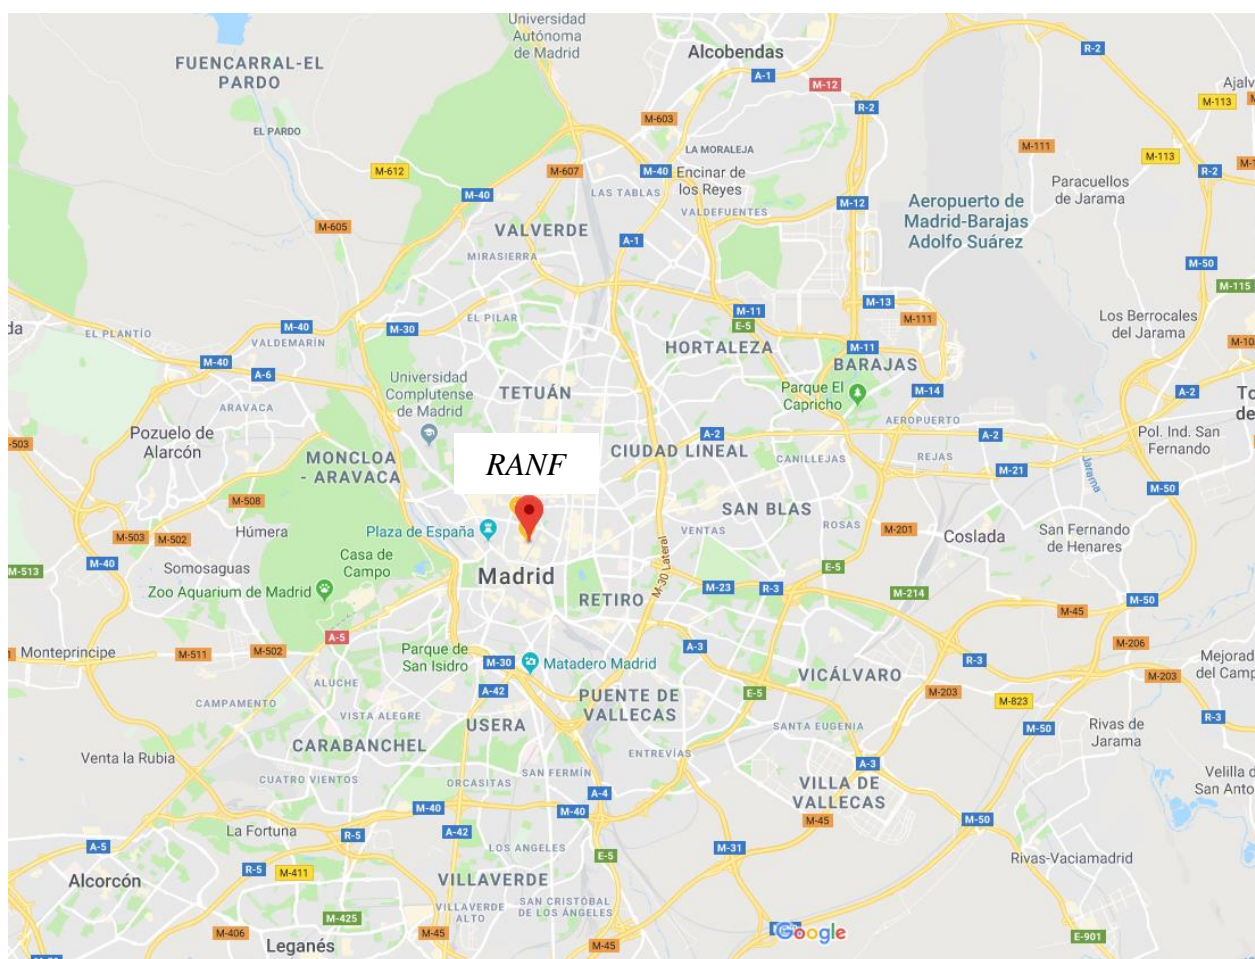 Universidad
Autónoma
de Madrid
Alcobendas
R-2
A-1
M-12
Ajalv
M-113
R-2
FUENCARRAL-EL
PARDO
EL PARDO
M-603
LA MORALEJA
M-111
M-113
M-612
M-607
M-40
Encinar de
los Reyes
R-2
M-1
Paracuellos
de Jarama
M-40
LAS TABLAS
VALDEFUENTES
M-12
Aeropuerto de
Madrid-Barajas
Adolfo Suárez
M-605
VALVERDE
A-1
MIRASIERRA
M-50
M-115
M-13
M-11
M-111
E-5
EL PILAR
Los Berrocales
del Jarama
da
EL PLANTÍO
M-40
M-30
VALDEMARÍN
M-40
HORTALEZA
M-11
BARAJAS
M-10
A-6
Universidad
Complutense
de Madrid
TETUÁN
Parque El
Capricho
M-14
A-2
To
de
ARAVACA
AEROPUERTO
Pozuelo de
Alarcón
-503
A-2
A-2
Pol. Ind. San
Fernando
MONCLOA
- ARAVACA
RANF
CIUDAD LINEAL
CANILLEJAS
REJAS
M-21
Jarama
M-50
M-508
SAN BLAS
Húmera
Plaza de España
VENTAS
ROSAS
M-201
Coslada
San Fernando
de Henares
M-503
M-502
M-40
M-513
Somosaguas
Casa de
Campo
Zoo Aquarium de Madrid
Madrid
M-30 Lateral
E-5
M-23
R-3
M-214
RETIRO
M-50
M-45
A-5
M-206
Monteprincipe
M-511
M-502
Parque de
San Isidro
M-30
Matadero Madrid
A-3
R-3
Mejorada
del Camp
M-203
ALUCHE
A-42
VICÁLVARO
M-203
M-823
E-5
CAMPAMENTO
VISTA ALEGRE
PUENTE DE
VALLECAS
R-3
USERA
SANTA EUGENIA
M-50
Rivas de
Jarama
CARABANCHEL
Venta la Rubia
ENTREVÍAS
A-3
CUATRO VIENTOS
SAN FERMÍN
ORCASITAS
VILLA DE
VALLECAS
Velilla d
San Anto
A-4
M-40
M-40
M-45
M-50
La Fortuna
R-5
A-42
A-5
LOS ANGELES
M-31
E-5
Rivas-Vaciamadrid
R-5
M-411
Alcorcón
VILLAVERDE
VILLAVERDE
ALTO
SAN CRISTÓBAL
DE LOS ÁNGELES
M-425
M-406
M-45
Leganés
M-45
Google
E-901